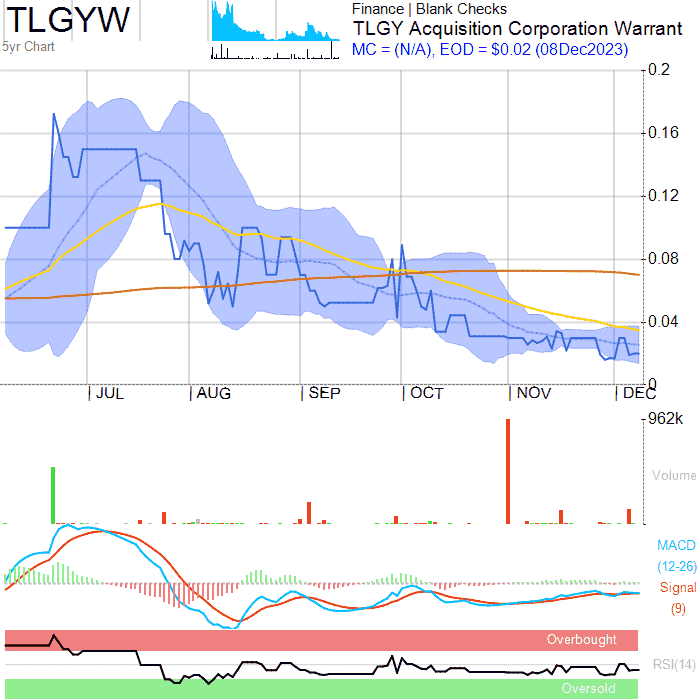 TLGYW
5yr Chart
Finance | Blank Checks
TLGY Acquisition Corporation Warrant
MC = (N/A), EOD = $0.02 (08Dec2023)
0.2
0.16
0.12
0.08
0.04
0
JUL AUG SEP OCT NOV DEC
962k
Volume
MACD
(12-26)
Signal
(9)
Overbought
RSI(14)
Oversold